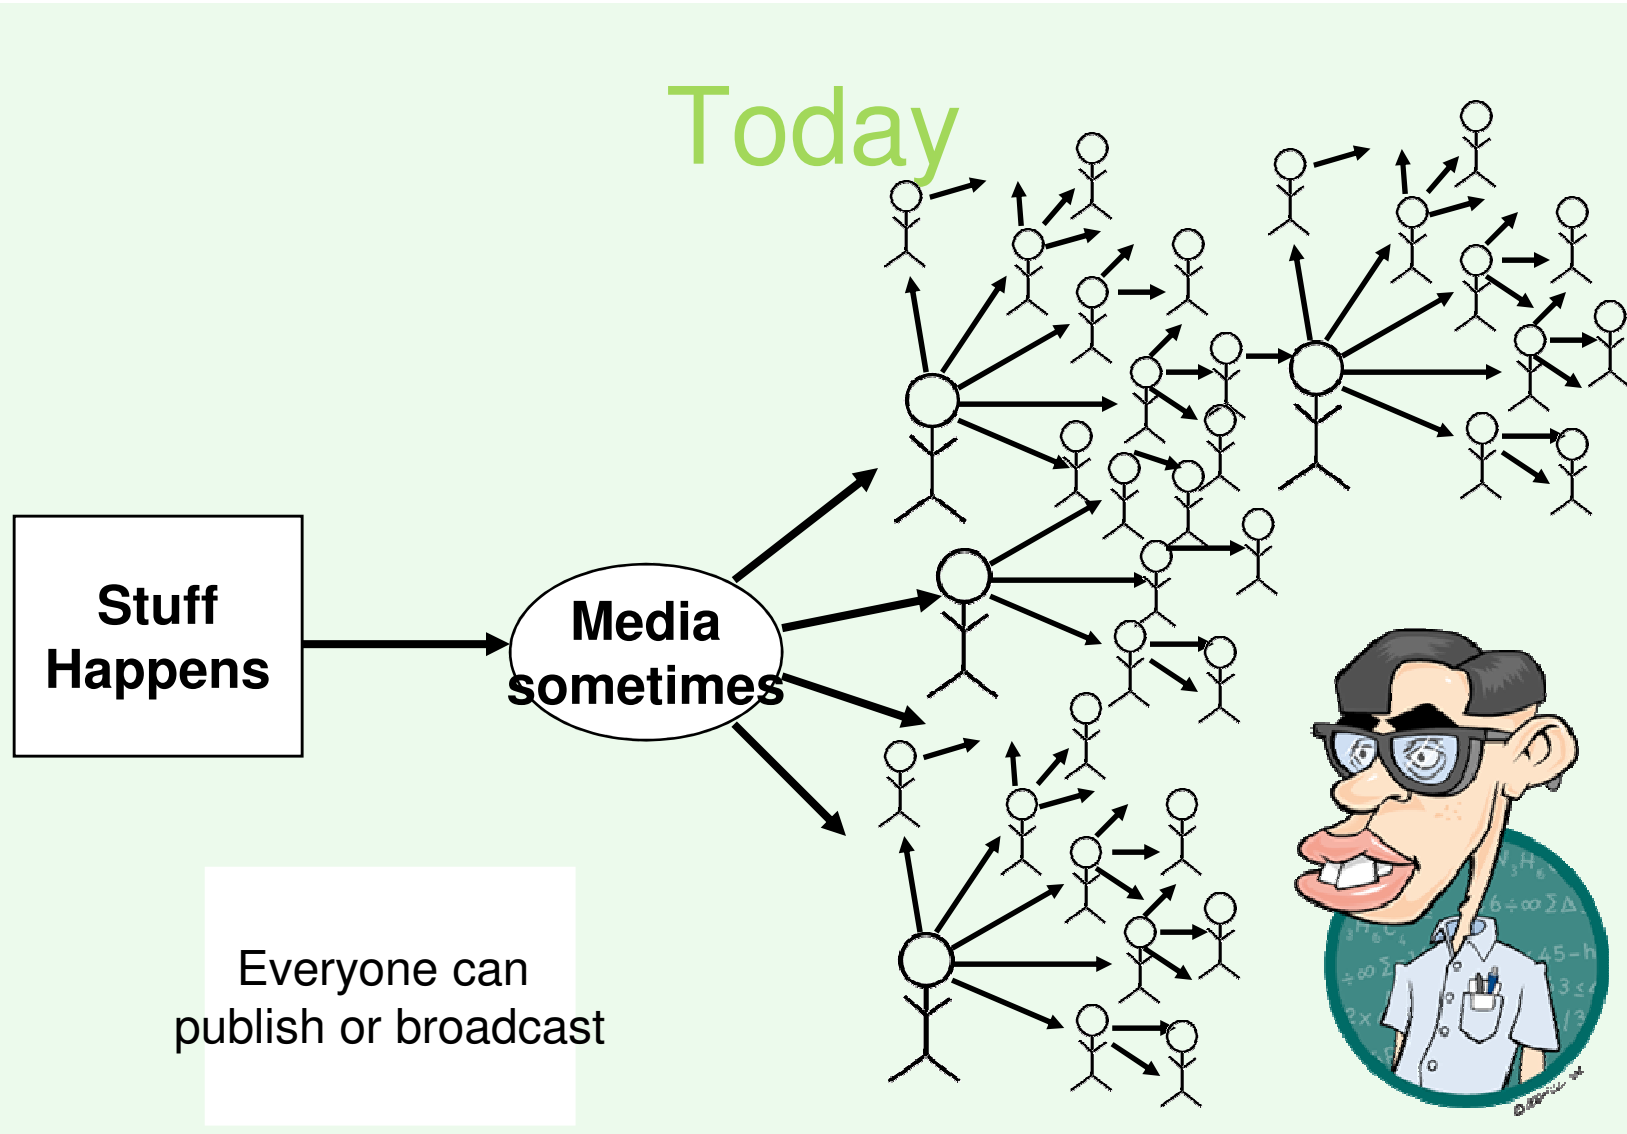 Today
Stuff
Happens
Media
sometimes
Everyone can
publish or broadcast